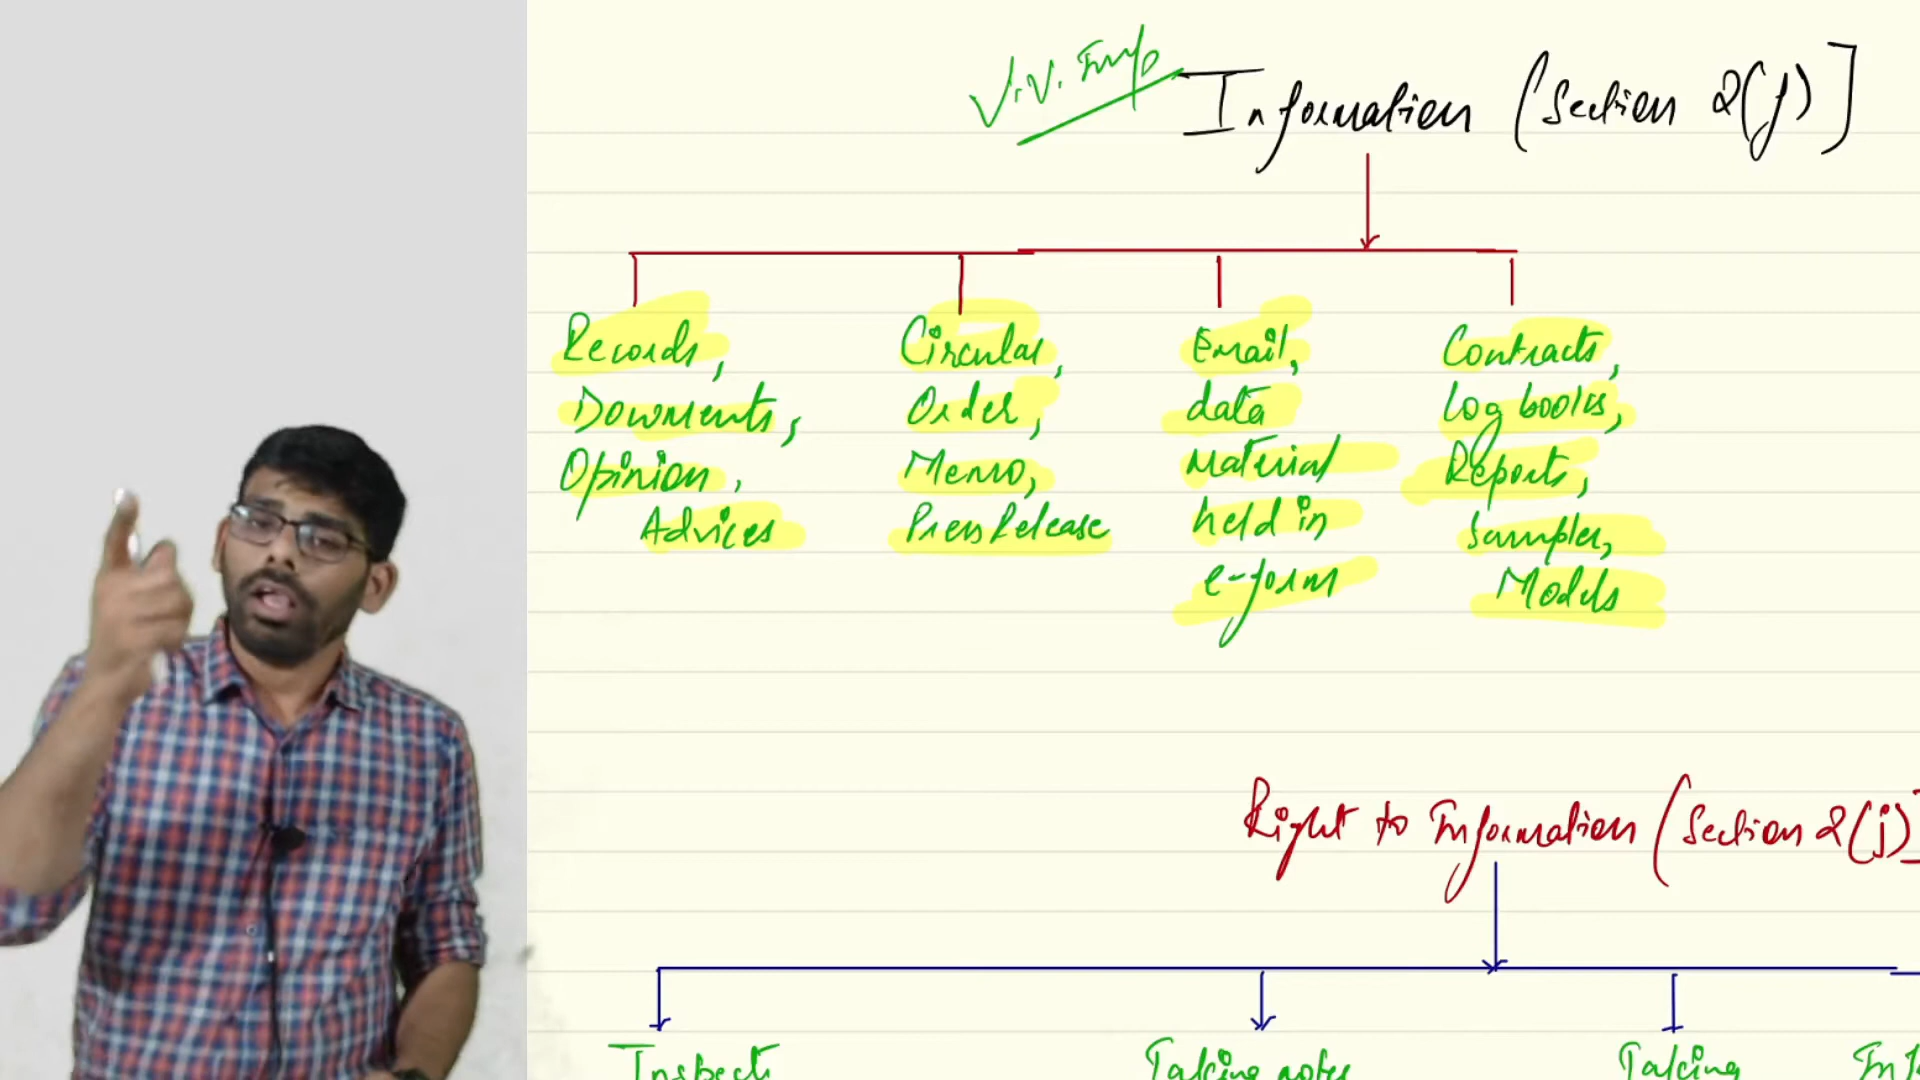 V.V. Imp
Information (Section 2(f)]
Records,
Documents,
Opinion,
Advices
Circular,
Order,
Memo,
Press Release
Email,
data
Material
held in
e-form
Contracts,
Log books,
Reports,
Samples,
Models
Right to Information (Section 2(j)]
Inspect
Taking notes
Taking